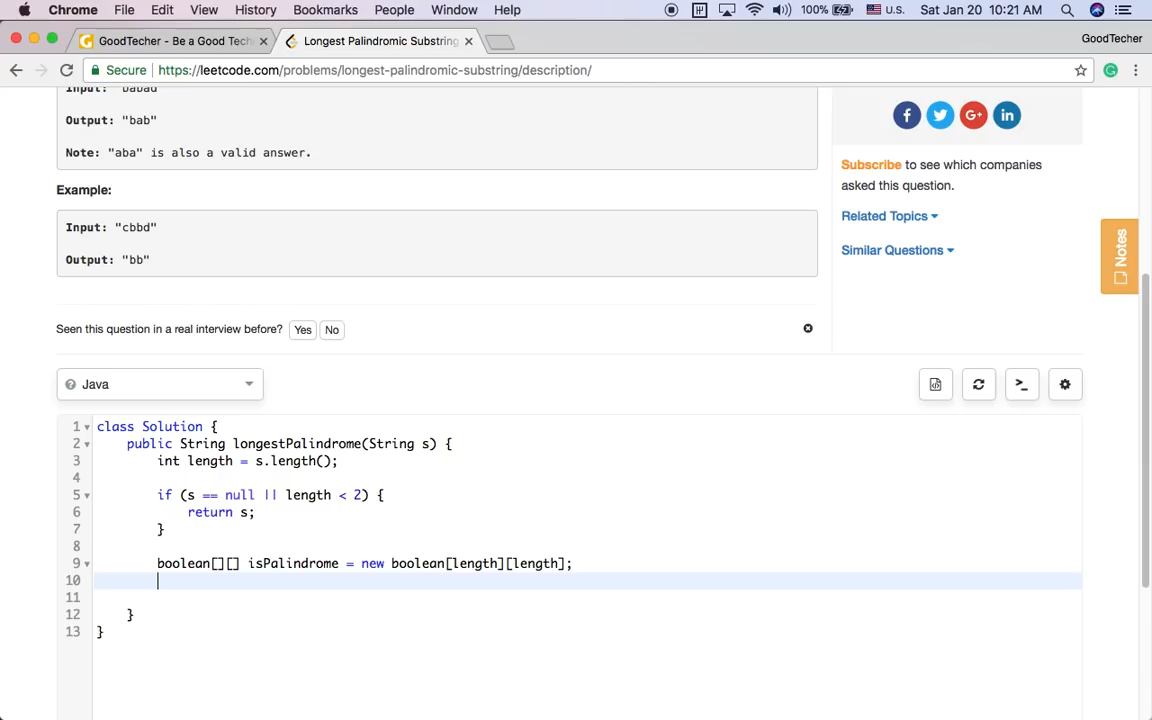 Chrome File Edit View History Bookmarks People Window Help 100% U.S. Sat Jan 20 10:21 AM
GoodTecher - Be a Good Tech Longest Palindromic Substring GoodTecher
Secure https://leetcode.com/problems/longest-palindromic-substring/description/
Input: "babad"
Output: "bab"
Note: "aba" is also a valid answer.
Example:
Input: "cbbd"
Output: "bb"
Subscribe to see which companies
asked this question.
Related Topics
Similar Questions
Notes
Seen this question in a real interview before? Yes No
Java
1 class Solution {
2 public String longestPalindrome(String s) {
3 int length = s.length();
4
5 if (s == null || length < 2) {
6 return s;
7 }
8
9 boolean[][] isPalindrome = new boolean[length][length];
10
11
12 }
13 }